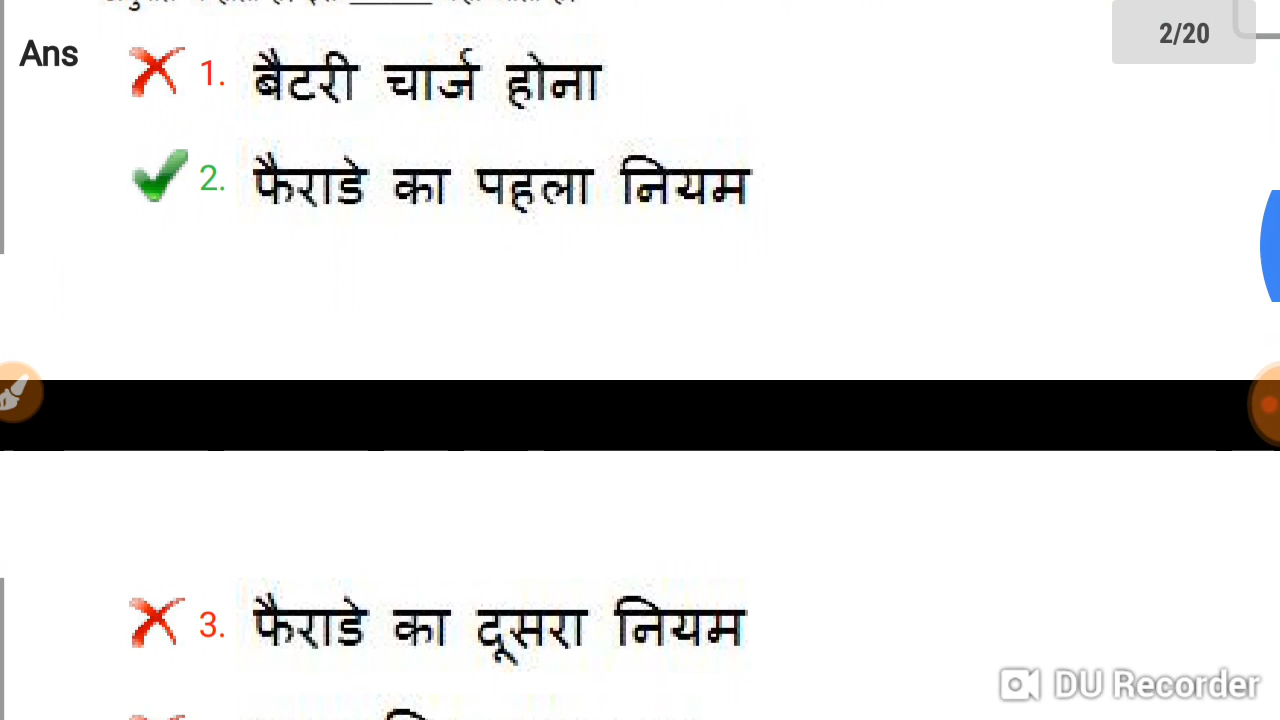 2/20
Ans
1. बैटरी चार्ज होना
2. फैराडे का पहला नियम
3. फैराडे का दूसरा नियम
DU Recorder